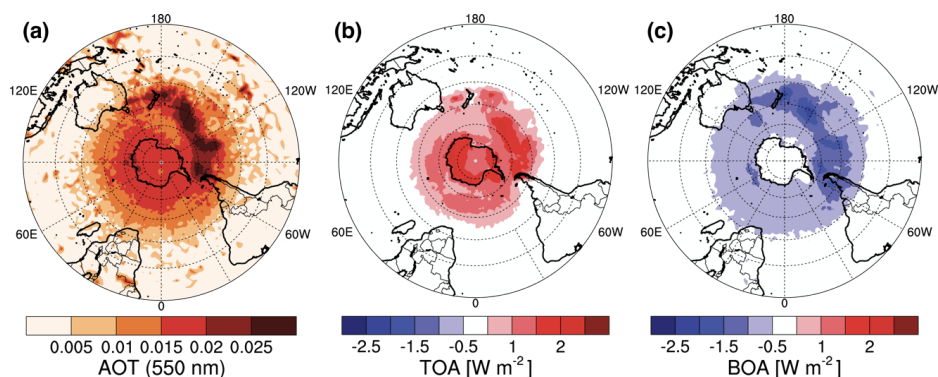 (a) 180 (b) 180 (c) 180
120E 120W 120E 120W 120E 120W
60E 60W 60E 60W 60E 60W
0 0 0
0.005 0.01 0.015 0.02 0.025
AOT (550 nm)
-2.5 -1.5 -0.5 1 2
TOA [W m⁻²]
-2.5 -1.5 -0.5 1 2
BOA [W m⁻²]